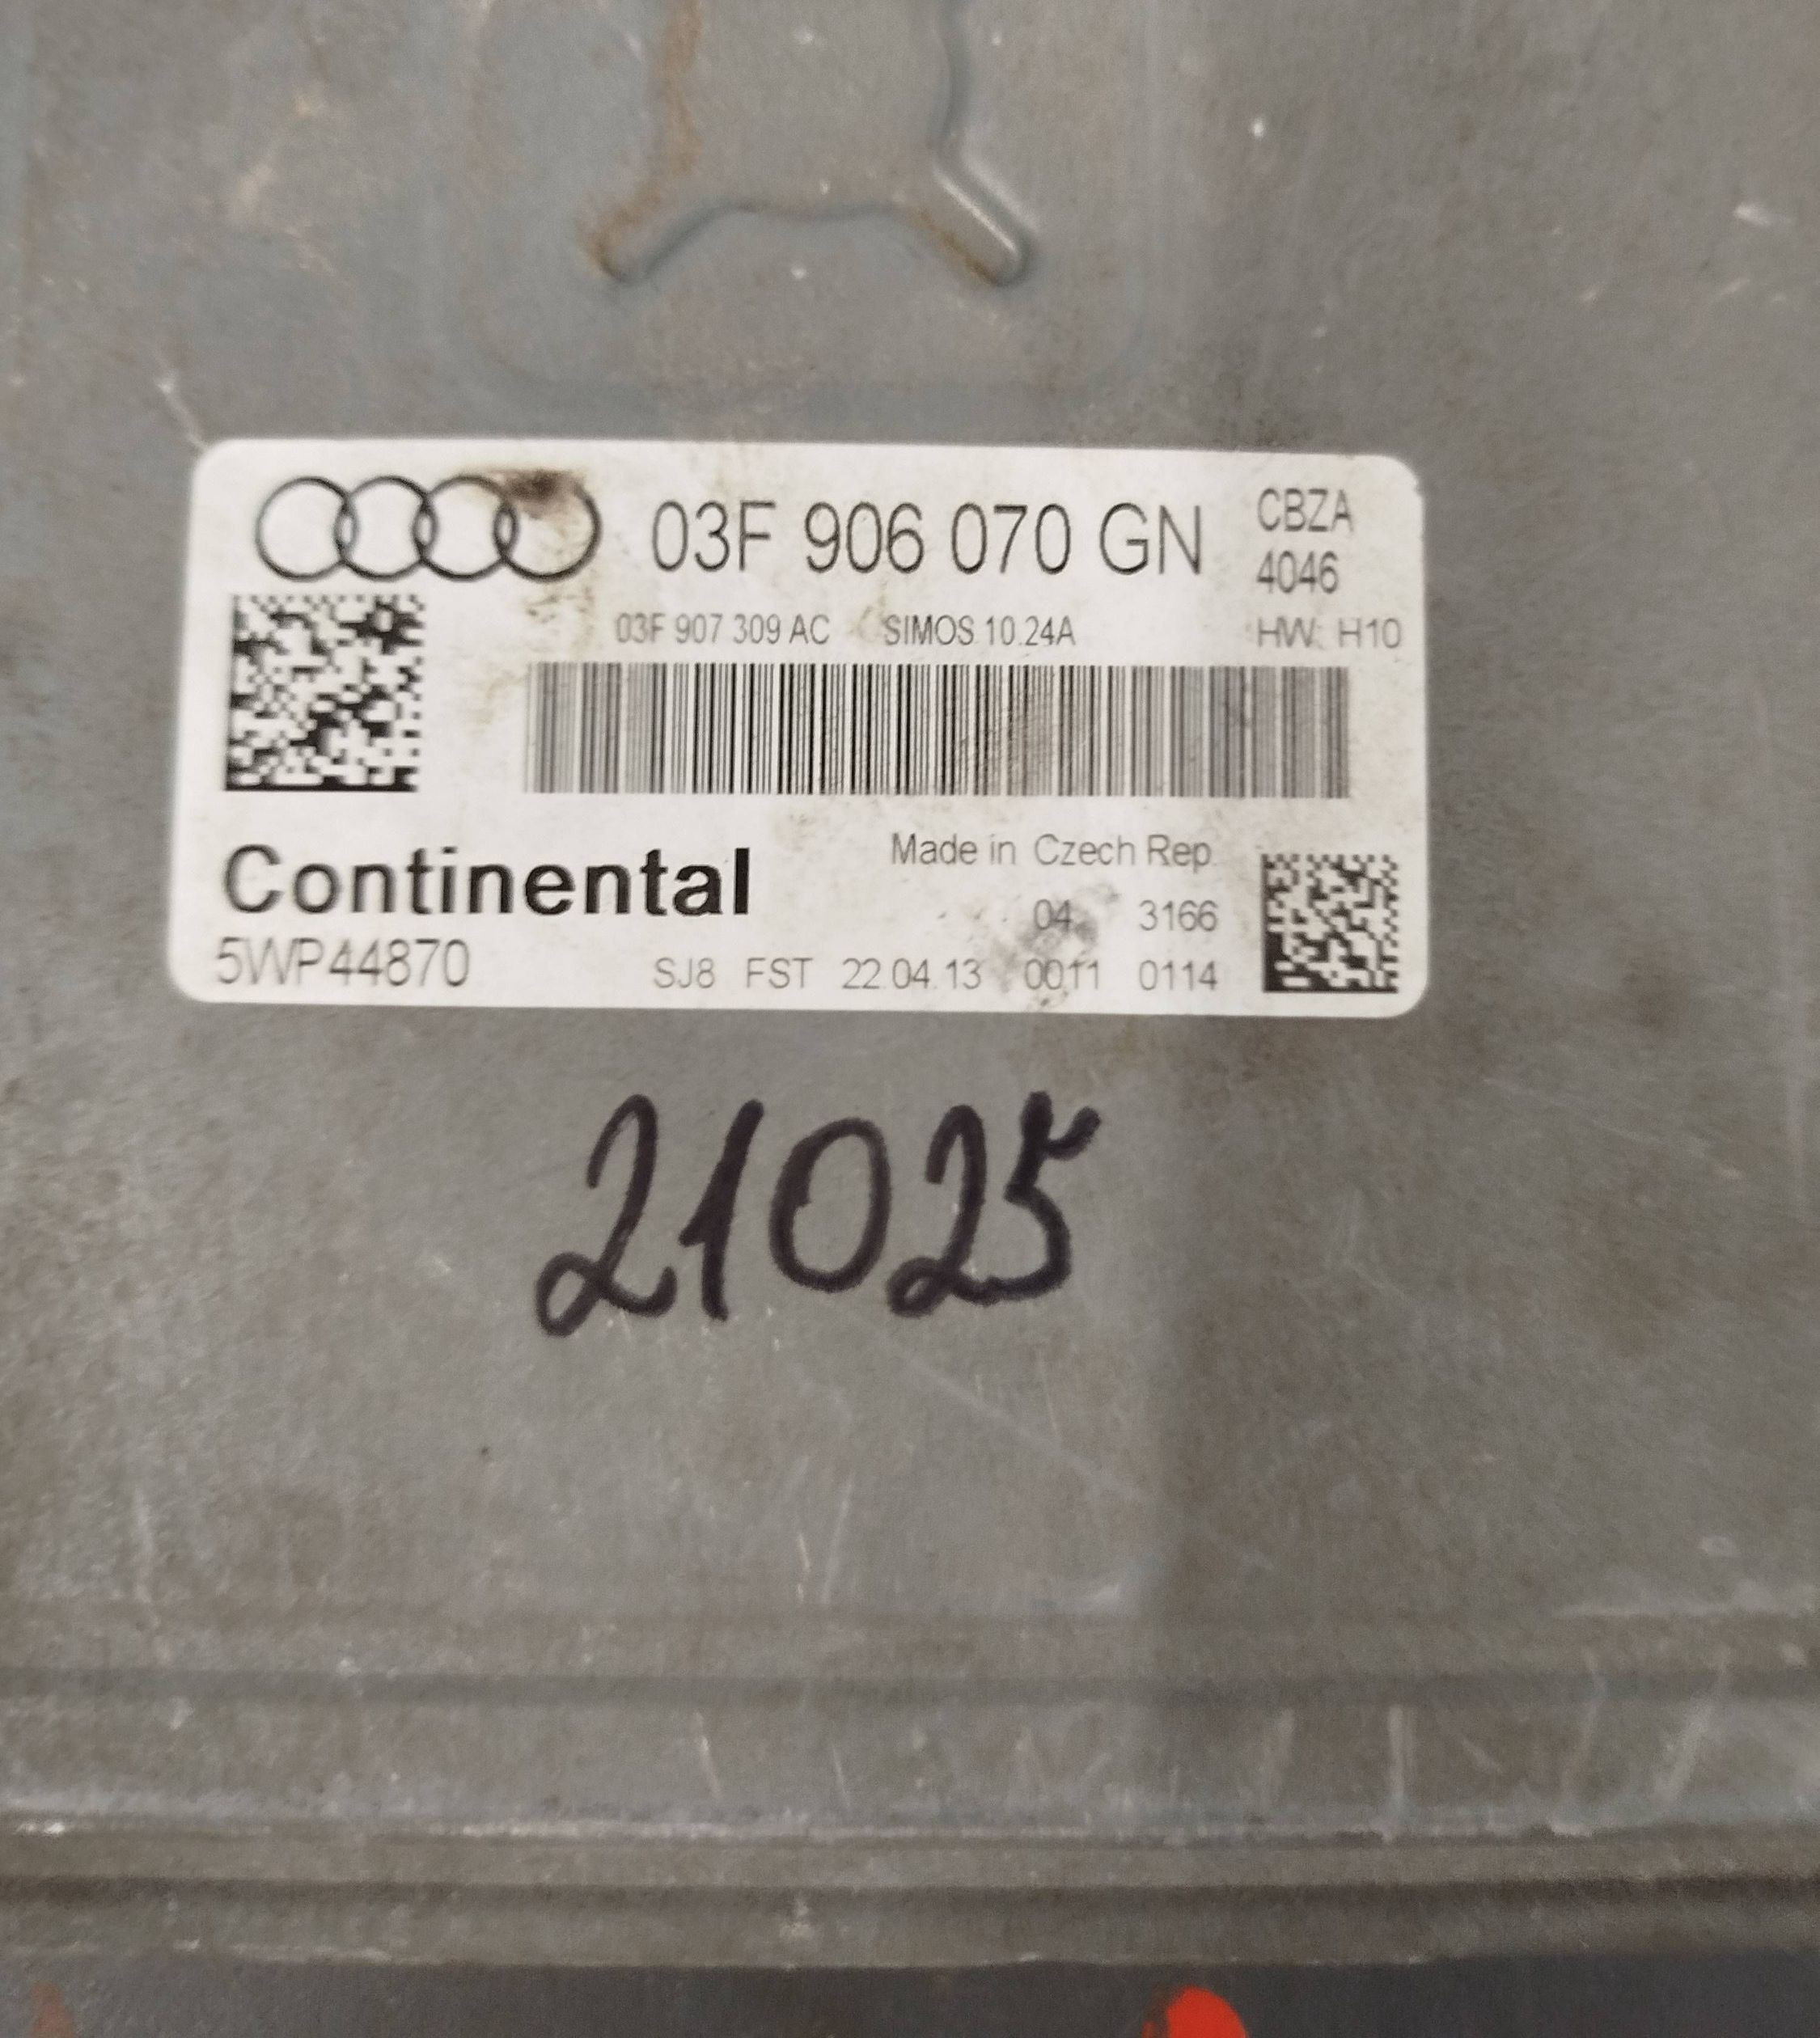 03F 906 070 GN CBZA
4046
03F 907 309 AC SIMOS 10.24A HW: H10
Made in Czech Rep.
Continental
04 3166
5WP44870 SJ8 FST 22.04.13 0011 0114
21025